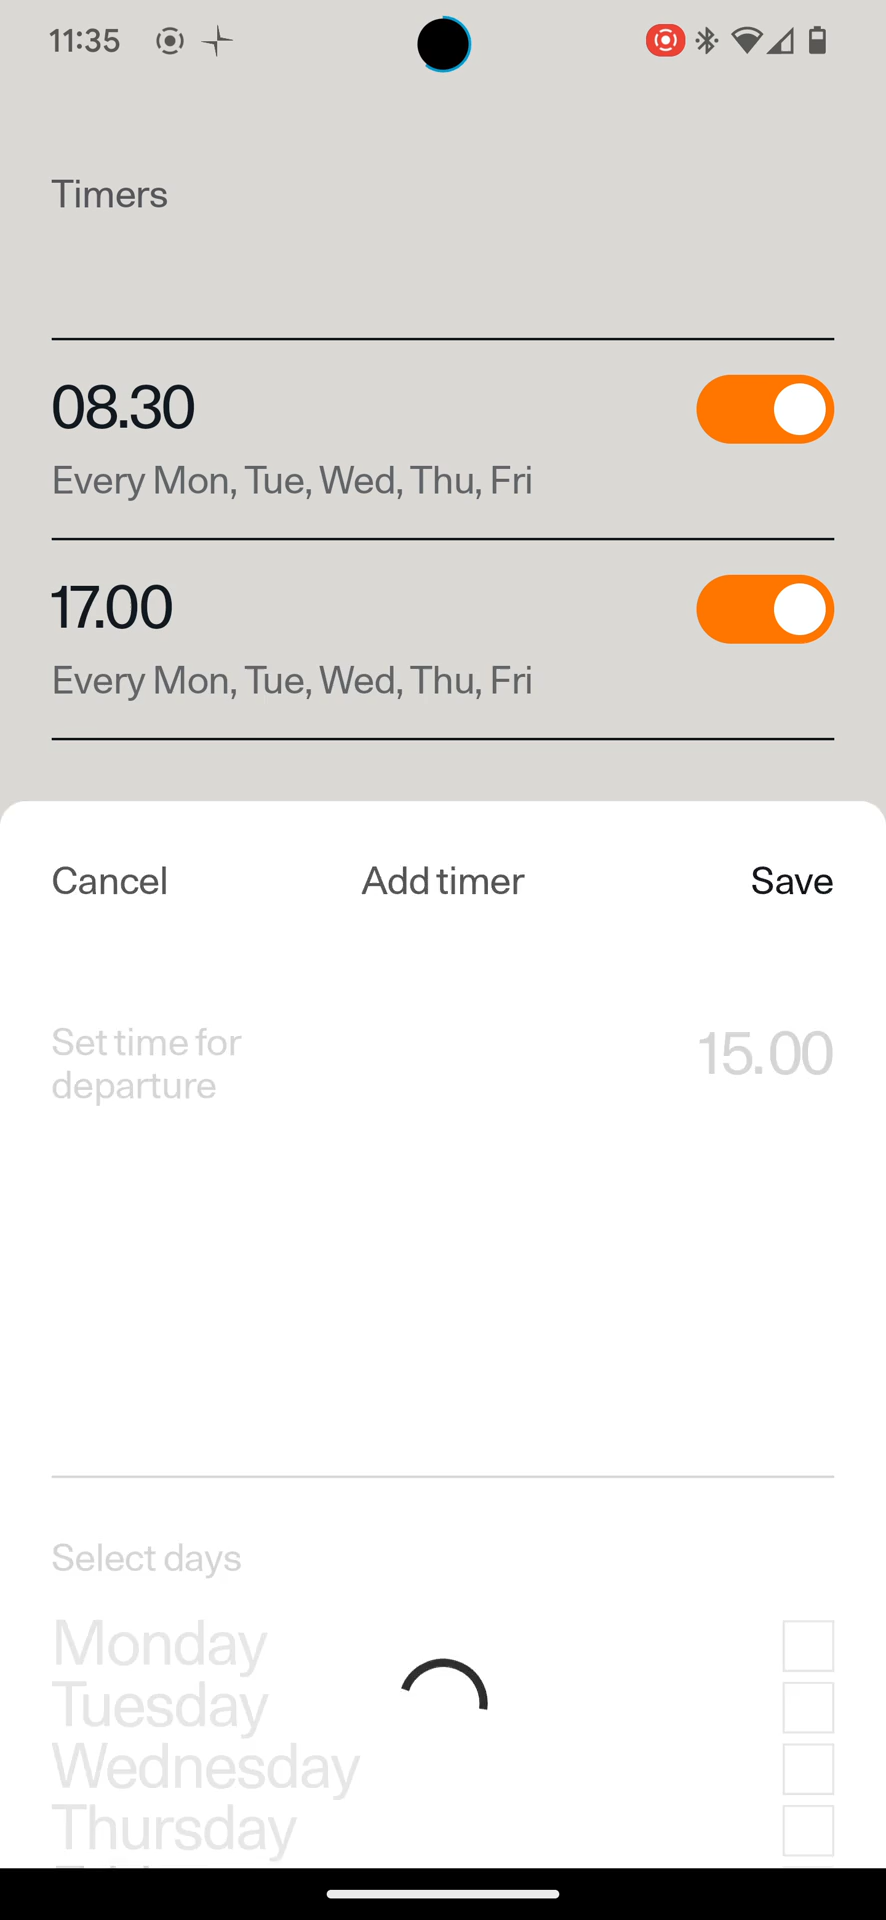 11:35
Timers
08.30
Every Mon, Tue, Wed, Thu, Fri
17.00
Every Mon, Tue, Wed, Thu, Fri
Cancel Add timer Save
Set time for
departure
15.00
Select days
Monday
Tuesday
Wednesday
Thursday